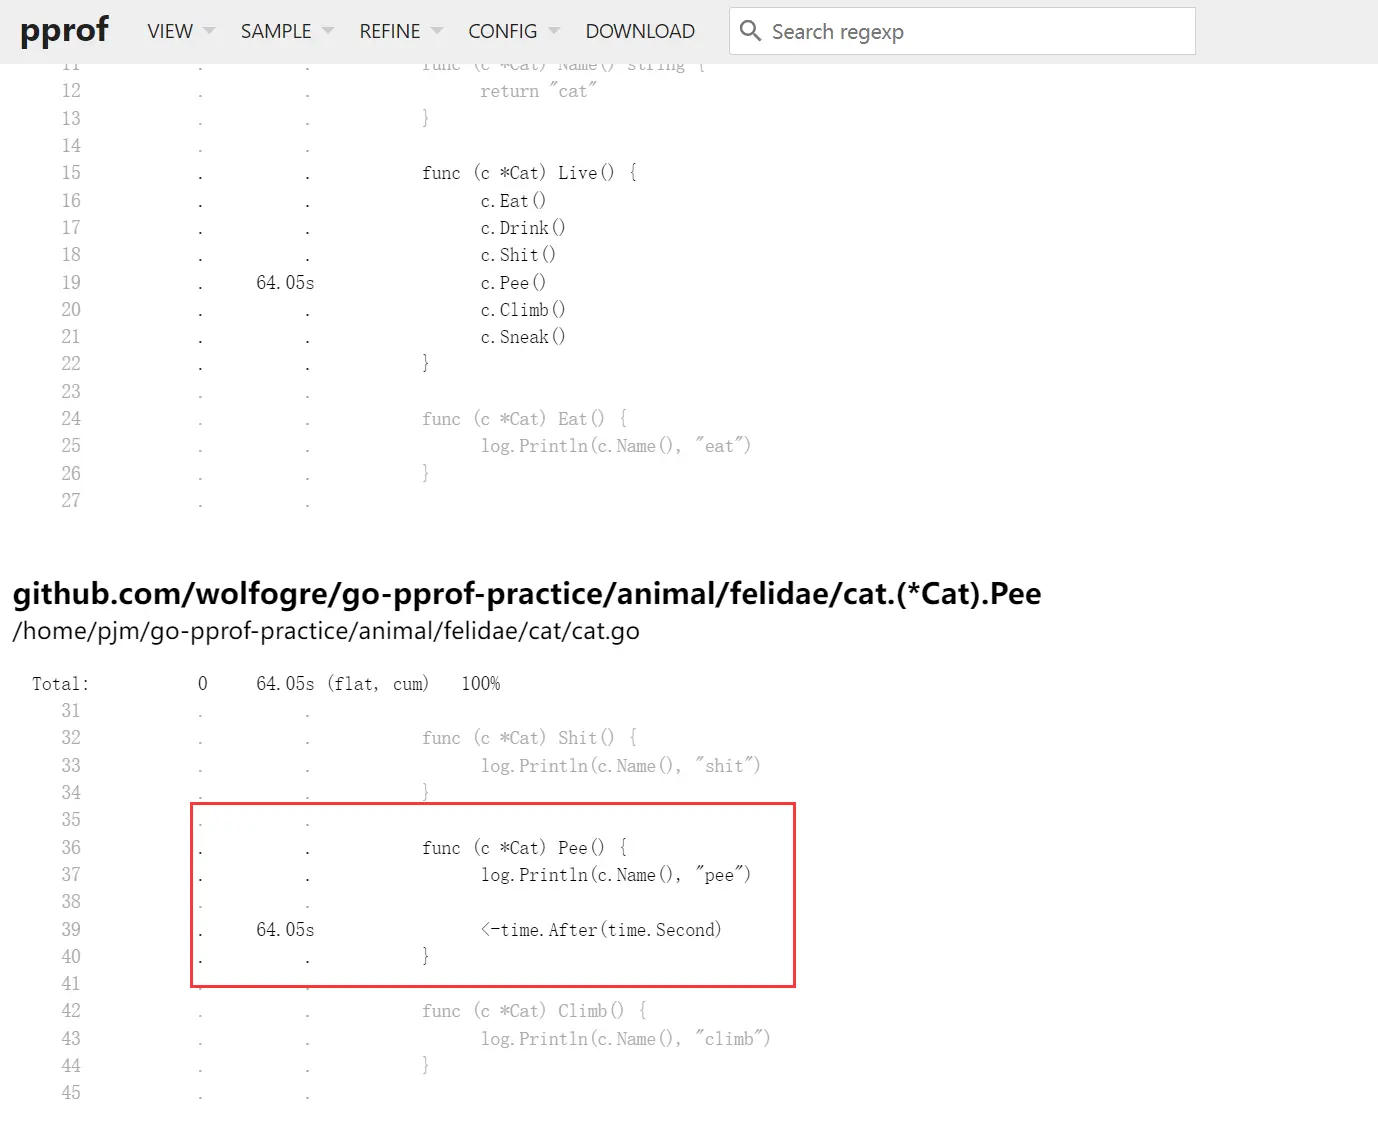 pprof VIEW SAMPLE REFINE CONFIG DOWNLOAD Search regexp
11 . . func (c *Cat) Name() string {
12 . . return "cat"
13 . . }
14 . .
15 . . func (c *Cat) Live() {
16 . . c.Eat()
17 . . c.Drink()
18 . . c.Shit()
19 . 64.05s c.Pee()
20 . . c.Climb()
21 . . c.Sneak()
22 . . }
23 . .
24 . . func (c *Cat) Eat() {
25 . . log.Println(c.Name(), "eat")
26 . . }
27 . .
github.com/wolfogre/go-pprof-practice/animal/felidae/cat.(*Cat).Pee
/home/pjm/go-pprof-practice/animal/felidae/cat/cat.go
Total: 0 64.05s (flat, cum) 100%
31 . .
32 . . func (c *Cat) Shit() {
33 . . log.Println(c.Name(), "shit")
34 . . }
35 . .
36 . . func (c *Cat) Pee() {
37 . . log.Println(c.Name(), "pee")
38 . .
39 . 64.05s <-time.After(time.Second)
40 . . }
41 . .
42 . . func (c *Cat) Climb() {
43 . . log.Println(c.Name(), "climb")
44 . . }
45 . .